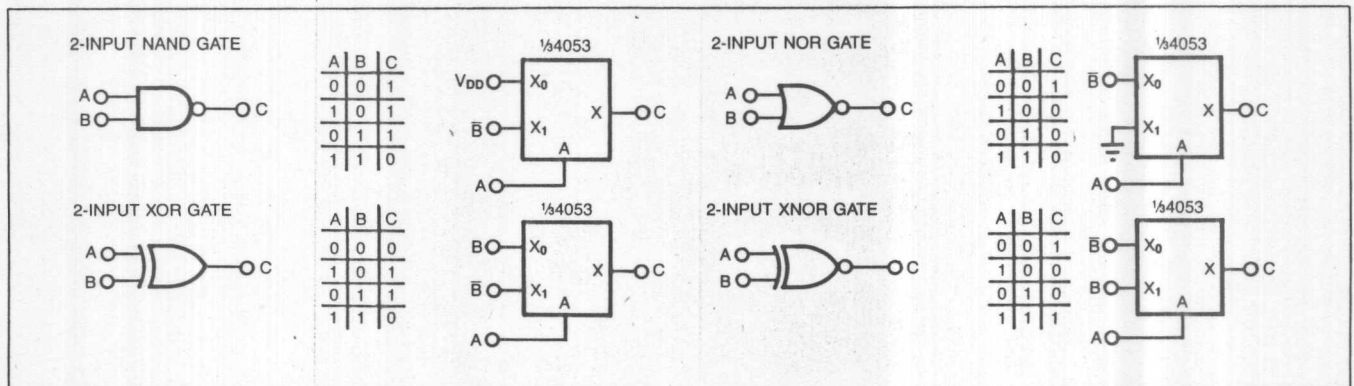 2-INPUT NAND GATE
A
B
C
A B C
0 0 1
1 0 1
0 1 1
1 1 0
⅓4053
VDD
X0
B̅
X1
X
C
A
A
2-INPUT NOR GATE
A
B
C
A B C
0 0 1
1 0 0
0 1 0
1 1 0
⅓4053
B̅
X0
X1
X
C
A
A
2-INPUT XOR GATE
A
B
C
A B C
0 0 0
1 0 1
0 1 1
1 1 0
⅓4053
B
X0
B̅
X1
X
C
A
A
2-INPUT XNOR GATE
A
B
C
A B C
0 0 1
1 0 0
0 1 0
1 1 1
⅓4053
B̅
X0
B
X1
X
C
A
A